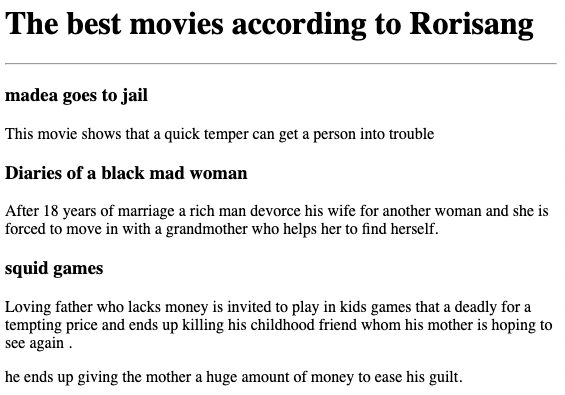 The best movies according to Rorisang
madea goes to jail
This movie shows that a quick temper can get a person into trouble
Diaries of a black mad woman
After 18 years of marriage a rich man devorce his wife for another woman and she is
forced to move in with a grandmother who helps her to find herself.
squid games
Loving father who lacks money is invited to play in kids games that a deadly for a
tempting price and ends up killing his childhood friend whom his mother is hoping to
see again .
he ends up giving the mother a huge amount of money to ease his guilt.